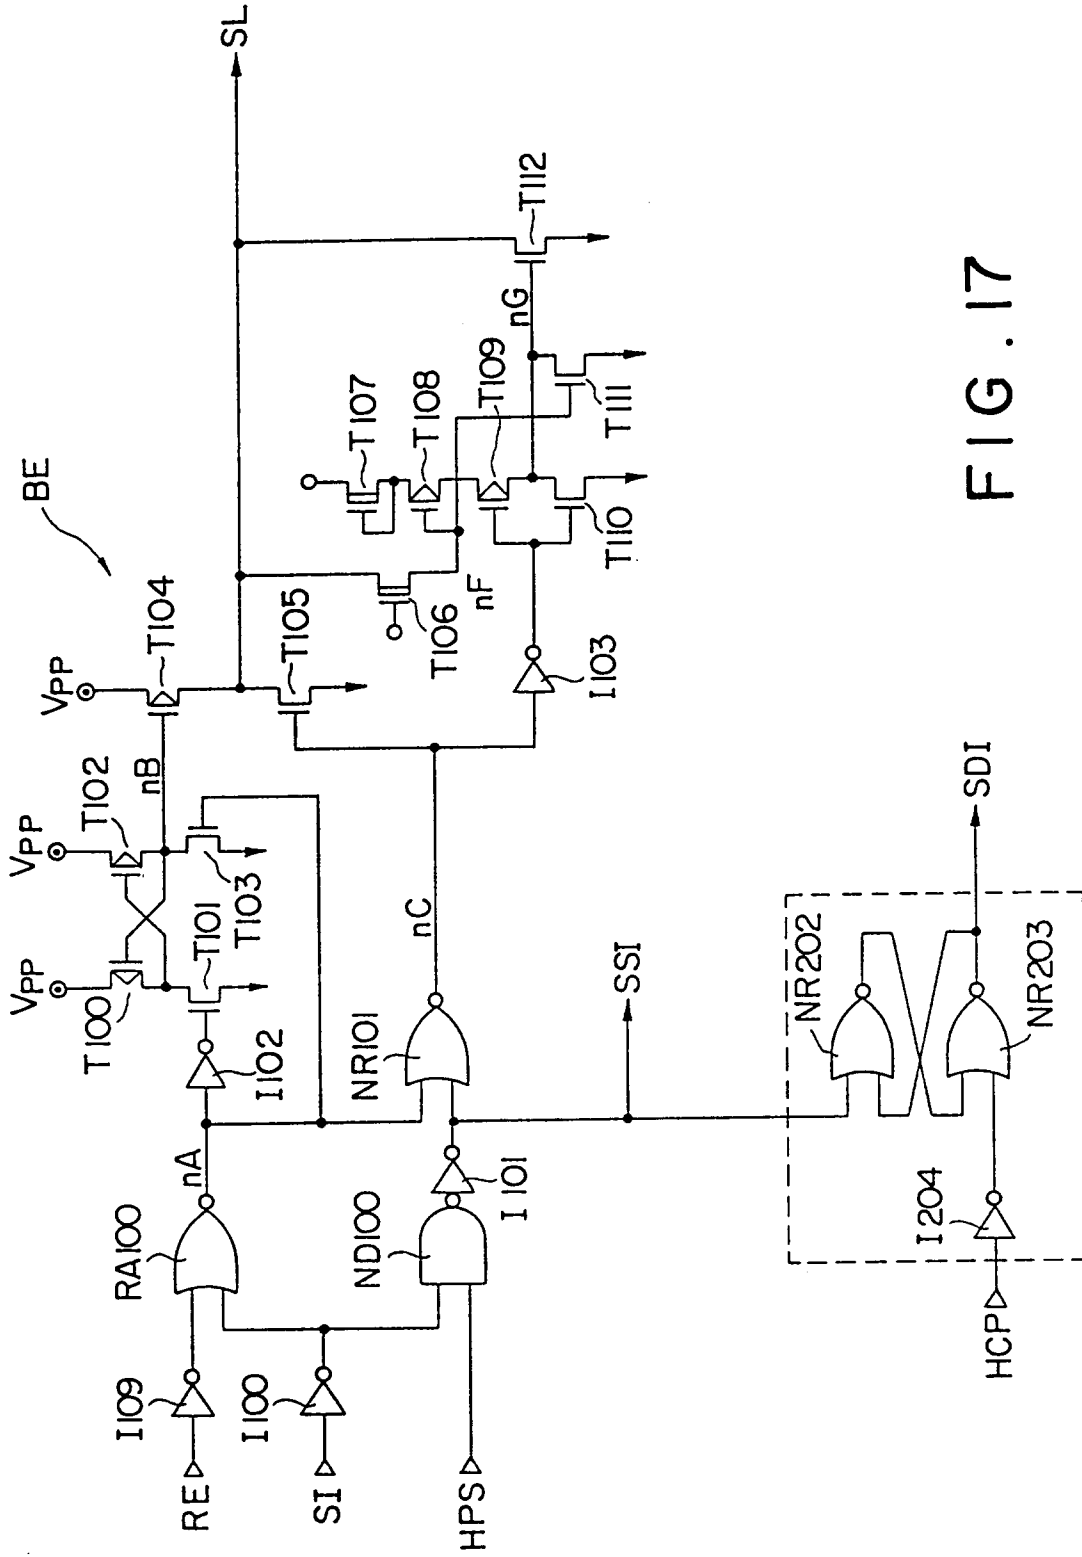 BE
VPP
VPP
VPP
T100
T102
T104
T101
T103
nB
SL
T105
T106
T107
T108
T109
nF
nG
T110
T111
T112
RE
I109
RA100
nA
I102
SI
I100
HPS
ND100
I101
NR101
nC
I103
SSI
HCP
I204
NR202
NR203
SDI
FIG. 17